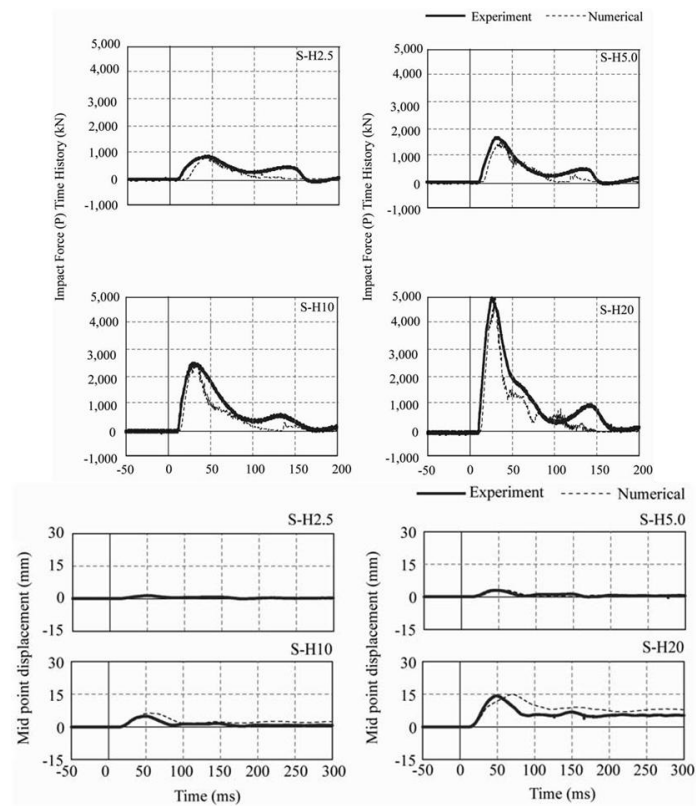 Experiment Numerical
S-H2.5
5,000
4,000
3,000
2,000
1,000
0
-1,000
Impact Force (P) Time History (kN)
S-H5.0
5,000
4,000
3,000
2,000
1,000
0
-1,000
Impact Force (P) Time History (kN)
S-H10
5,000
4,000
3,000
2,000
1,000
0
-1,000
-50 0 50 100 150 200
S-H20
5,000
4,000
3,000
2,000
1,000
0
-1,000
-50 0 50 100 150 200
Experiment Numerical
S-H2.5
30
15
0
-15
Mid point displacement (mm)
S-H5.0
30
15
0
-15
Mid point displacement (mm)
S-H10
30
15
0
-15
-50 0 50 100 150 200 250 300
Time (ms)
S-H20
30
15
0
-15
-50 0 50 100 150 200 250 300
Time (ms)